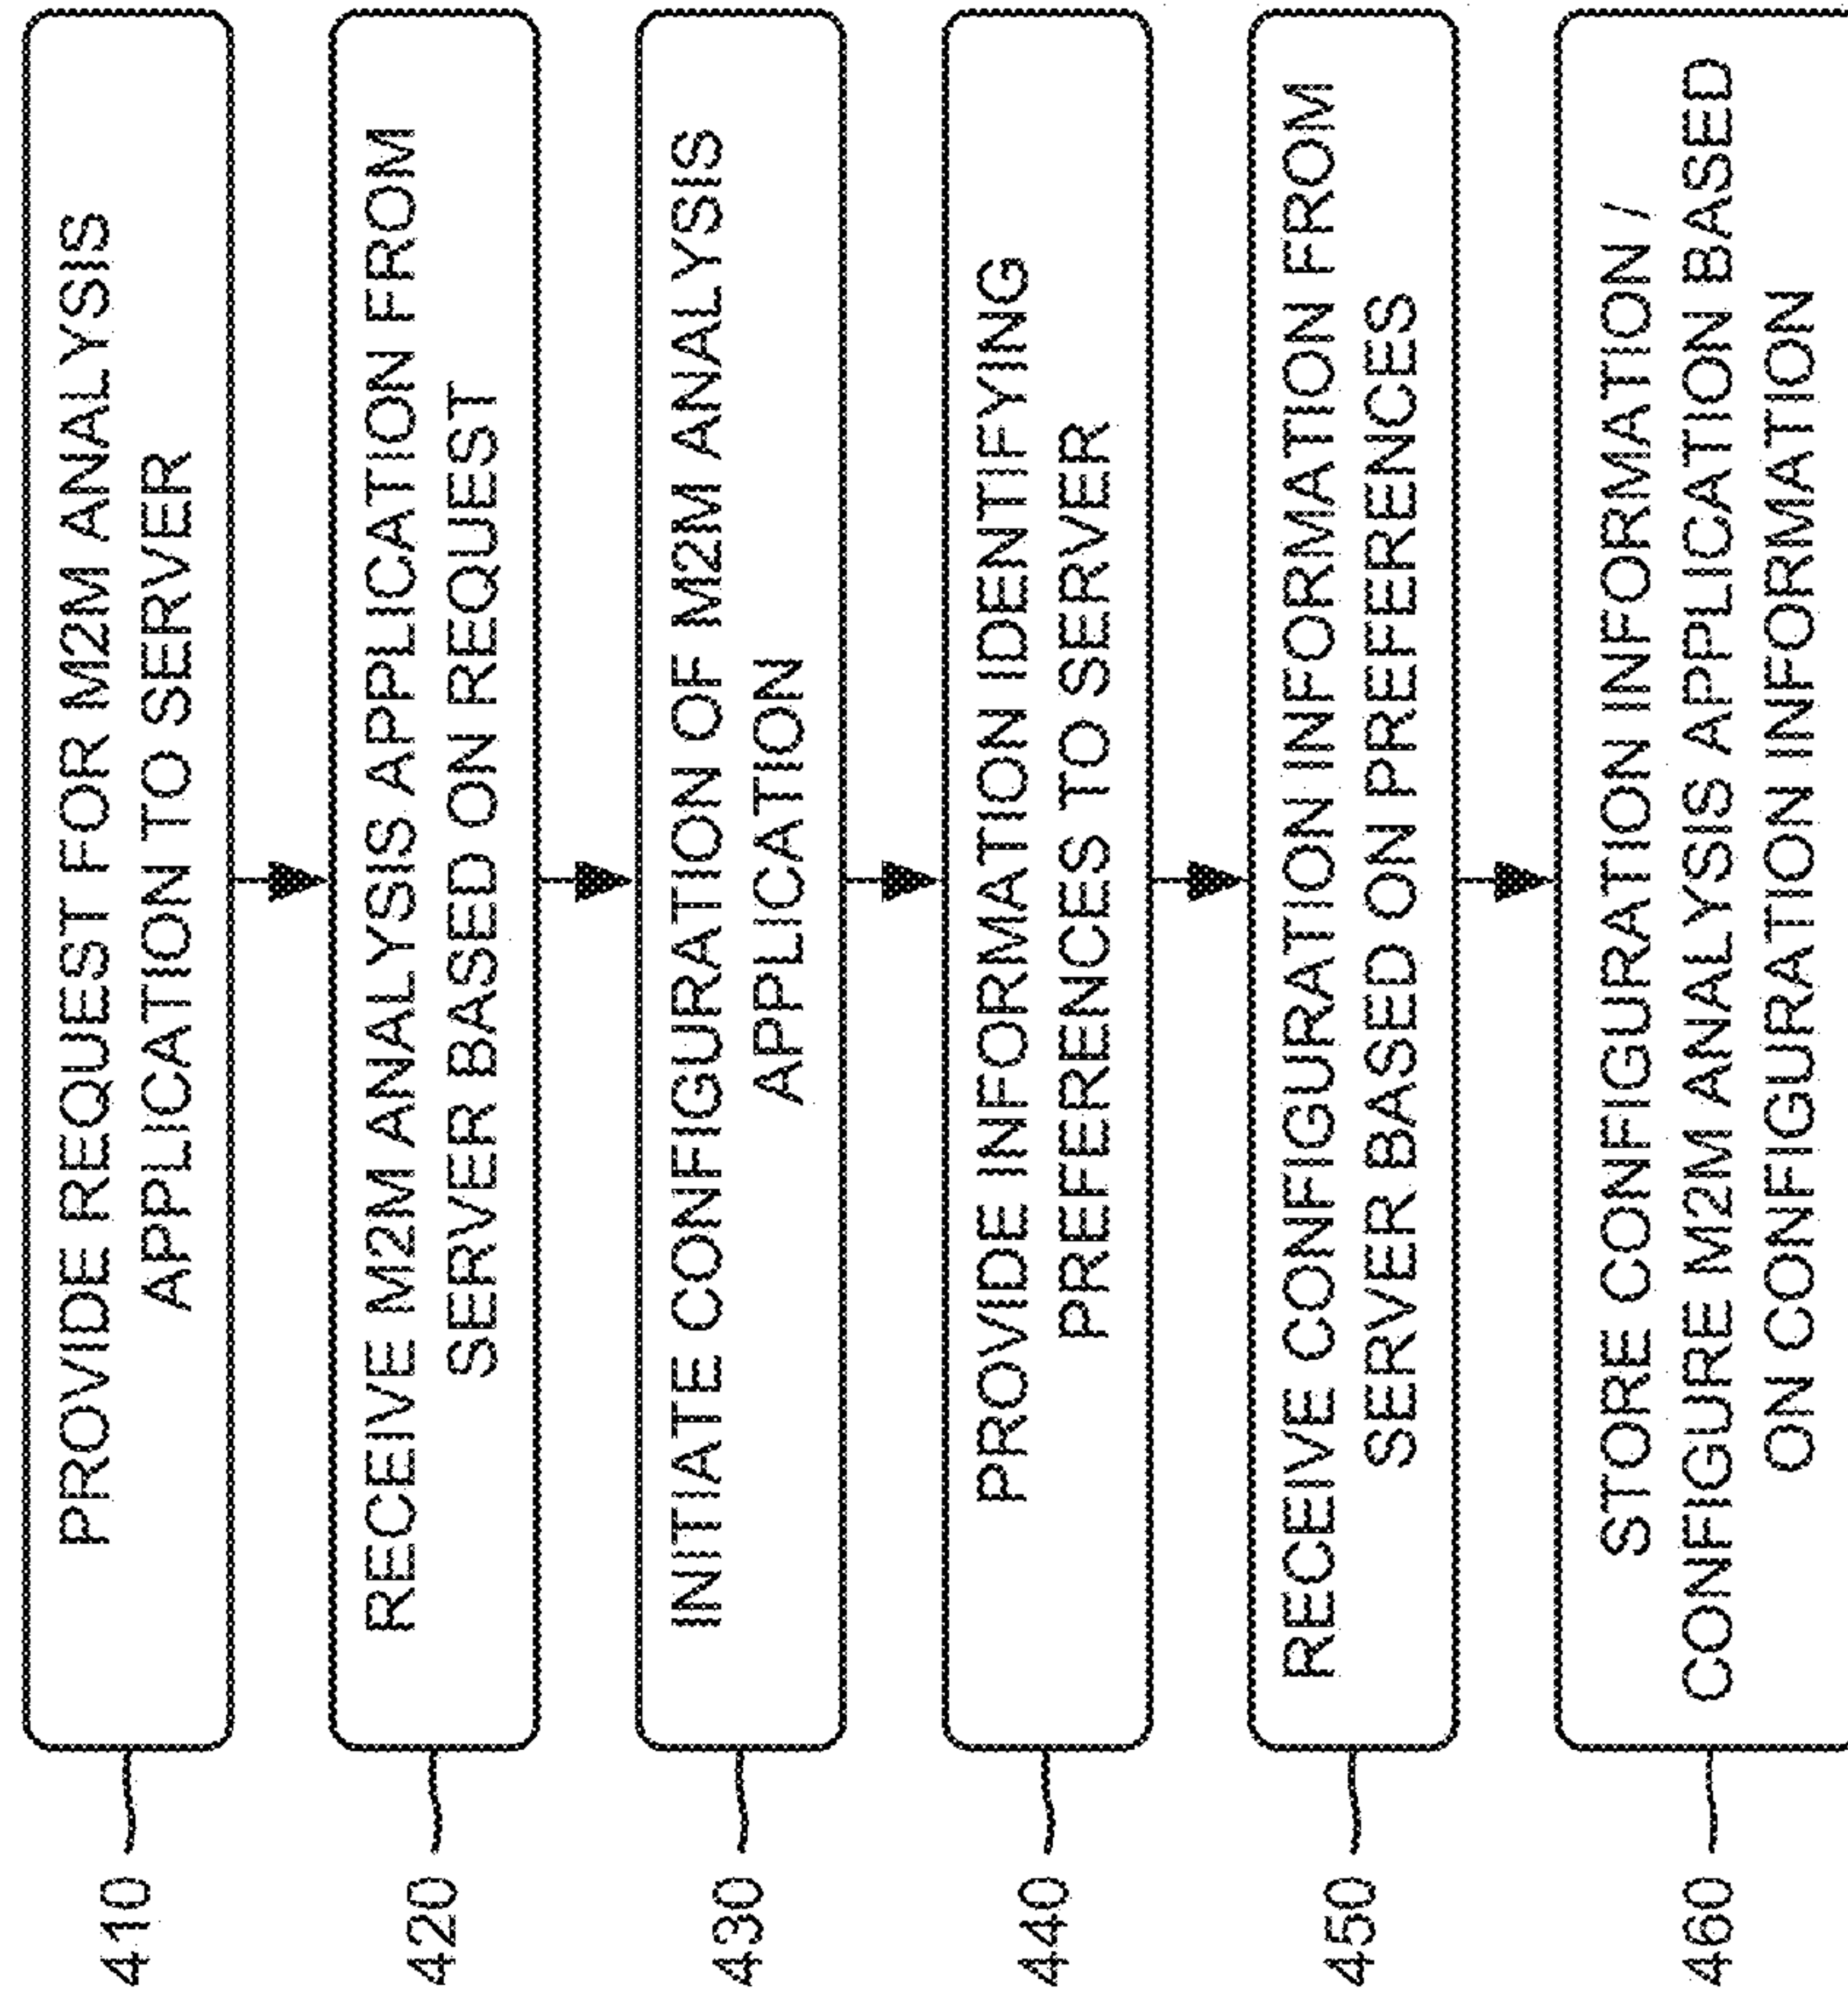 410
PROVIDE REQUEST FOR M2M ANALYSIS
APPLICATION TO SERVER
420
RECEIVE M2M ANALYSIS APPLICATION FROM
SERVER BASED ON REQUEST
430
INITIATE CONFIGURATION OF M2M ANALYSIS
APPLICATION
440
PROVIDE INFORMATION IDENTIFYING
PREFERENCES TO SERVER
450
RECEIVE CONFIGURATION INFORMATION FROM
SERVER BASED ON PREFERENCES
460
STORE CONFIGURATION INFORMATION /
CONFIGURE M2M ANALYSIS APPLICATION BASED
ON CONFIGURATION INFORMATION